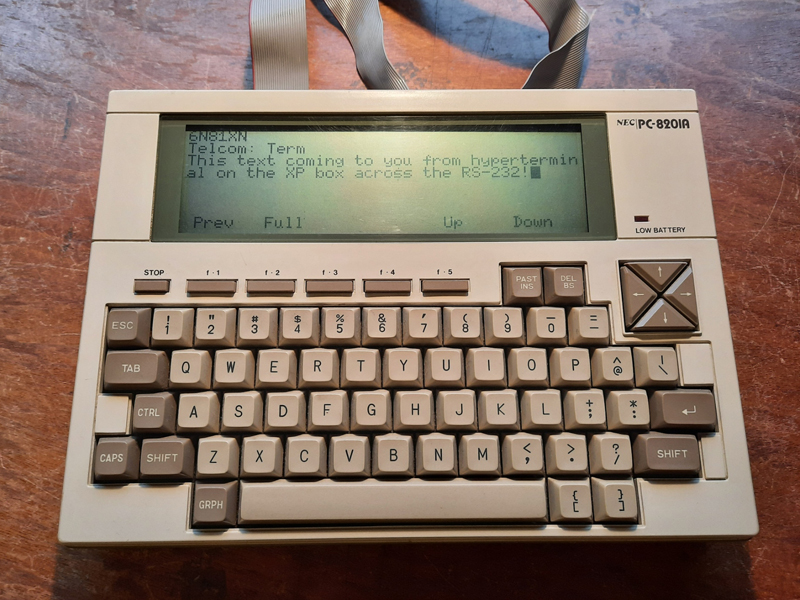 NEC PC-8201A
6N81XN
Telcom: Term
This text coming to you from hypertermin
al on the XP box across the RS-232!
Prev Full Up Down
LOW BATTERY
STOP f·1 f·2 f·3 f·4 f·5
PAST INS DEL BS
ESC ! 1 " 2 # 3 $ 4 % 5 & 6 ' 7 ( 8 ) 9 _ 0 = -
TAB Q W E R T Y U I O P ^ @ | \
CTRL A S D F G H J K L + ; * :
CAPS SHIFT Z X C V B N M < , > . ? / SHIFT
GRPH { [ } ]